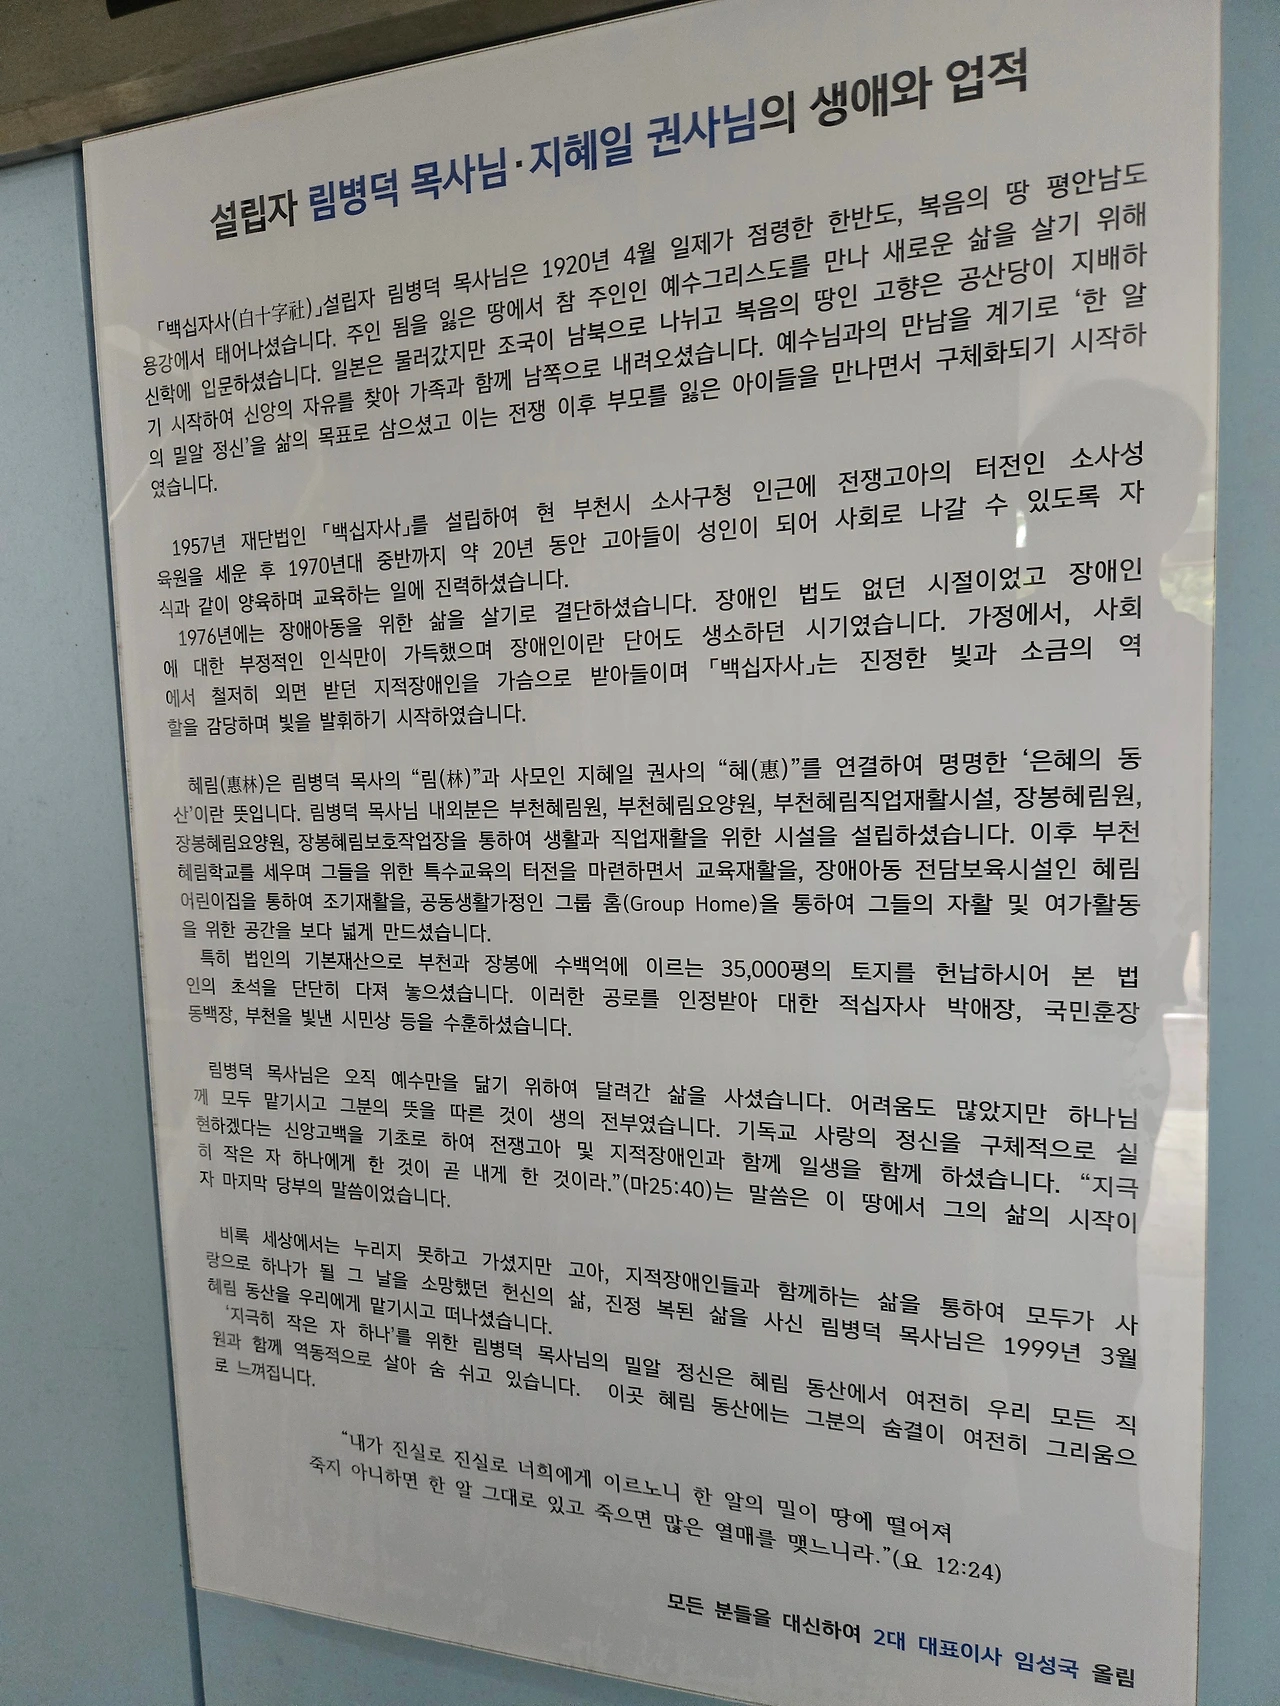 설립자 림병덕 목사님·지혜일 권사님의 생애와 업적
「백십자사(白十字社)」설립자 림병덕 목사님은 1920년 4월 일제가 점령한 한반도, 복음의 땅 평안남도
용강에서 태어나셨습니다. 주인 됨을 잃은 땅에서 참 주인인 예수그리스도를 만나 새로운 삶을 살기 위해
신학에 입문하셨습니다. 일본은 물러갔지만 조국이 남북으로 나뉘고 복음의 땅인 고향은 공산당이 지배하
기 시작하여 신앙의 자유를 찾아 가족과 함께 남쪽으로 내려오셨습니다. 예수님과의 만남을 계기로 ‘한 알
의 밀알 정신’을 삶의 목표로 삼으셨고 이는 전쟁 이후 부모를 잃은 아이들을 만나면서 구체화되기 시작하
였습니다.
1957년 재단법인 「백십자사」를 설립하여 현 부천시 소사구청 인근에 전쟁고아의 터전인 소사성
육원을 세운 후 1970년대 중반까지 약 20년 동안 고아들이 성인이 되어 사회로 나갈 수 있도록 자
식과 같이 양육하며 교육하는 일에 진력하셨습니다.
1976년에는 장애아동을 위한 삶을 살기로 결단하셨습니다. 장애인 법도 없던 시절이었고 장애인
에 대한 부정적인 인식만이 가득했으며 장애인이란 단어도 생소하던 시기였습니다. 가정에서, 사회
에서 철저히 외면 받던 지적장애인을 가슴으로 받아들이며 「백십자사」는 진정한 빛과 소금의 역
할을 감당하며 빛을 발휘하기 시작하였습니다.
혜림(惠林)은 림병덕 목사의 “림(林)”과 사모인 지혜일 권사의 “혜(惠)”를 연결하여 명명한 ‘은혜의 동
산’이란 뜻입니다. 림병덕 목사님 내외분은 부천혜림원, 부천혜림요양원, 부천혜림직업재활시설, 장봉혜림원,
장봉혜림요양원, 장봉혜림보호작업장을 통하여 생활과 직업재활을 위한 시설을 설립하셨습니다. 이후 부천
혜림학교를 세우며 그들을 위한 특수교육의 터전을 마련하면서 교육재활을, 장애아동 전담보육시설인 혜림
어린이집을 통하여 조기재활을, 공동생활가정인 그룹 홈(Group Home)을 통하여 그들의 자활 및 여가활동
을 위한 공간을 보다 넓게 만드셨습니다.
특히 법인의 기본재산으로 부천과 장봉에 수백억에 이르는 35,000평의 토지를 헌납하시어 본 법
인의 초석을 단단히 다져 놓으셨습니다. 이러한 공로를 인정받아 대한 적십자사 박애장, 국민훈장
동백장, 부천을 빛낸 시민상 등을 수훈하셨습니다.
림병덕 목사님은 오직 예수만을 닮기 위하여 달려간 삶을 사셨습니다. 어려움도 많았지만 하나님
께 모두 맡기시고 그분의 뜻을 따른 것이 생의 전부였습니다. 기독교 사랑의 정신을 구체적으로 실
현하겠다는 신앙고백을 기초로 하여 전쟁고아 및 지적장애인과 함께 일생을 함께 하셨습니다. “지극
히 작은 자 하나에게 한 것이 곧 내게 한 것이라.”(마25:40)는 말씀은 이 땅에서 그의 삶의 시작이
자 마지막 당부의 말씀이었습니다.
비록 세상에서는 누리지 못하고 가셨지만 고아, 지적장애인들과 함께하는 삶을 통하여 모두가 사
랑으로 하나가 될 그 날을 소망했던 헌신의 삶, 진정 복된 삶을 사신 림병덕 목사님은 1999년 3월
혜림 동산을 우리에게 맡기시고 떠나셨습니다.
‘지극히 작은 자 하나’를 위한 림병덕 목사님의 밀알 정신은 혜림 동산에서 여전히 우리 모든 직
원과 함께 역동적으로 살아 숨 쉬고 있습니다. 이곳 혜림 동산에는 그분의 숨결이 여전히 그리움으
로 느껴집니다.
“내가 진실로 진실로 너희에게 이르노니 한 알의 밀이 땅에 떨어져
죽지 아니하면 한 알 그대로 있고 죽으면 많은 열매를 맺느니라.”(요 12:24)
모든 분들을 대신하여 2대 대표이사 임성국 올림